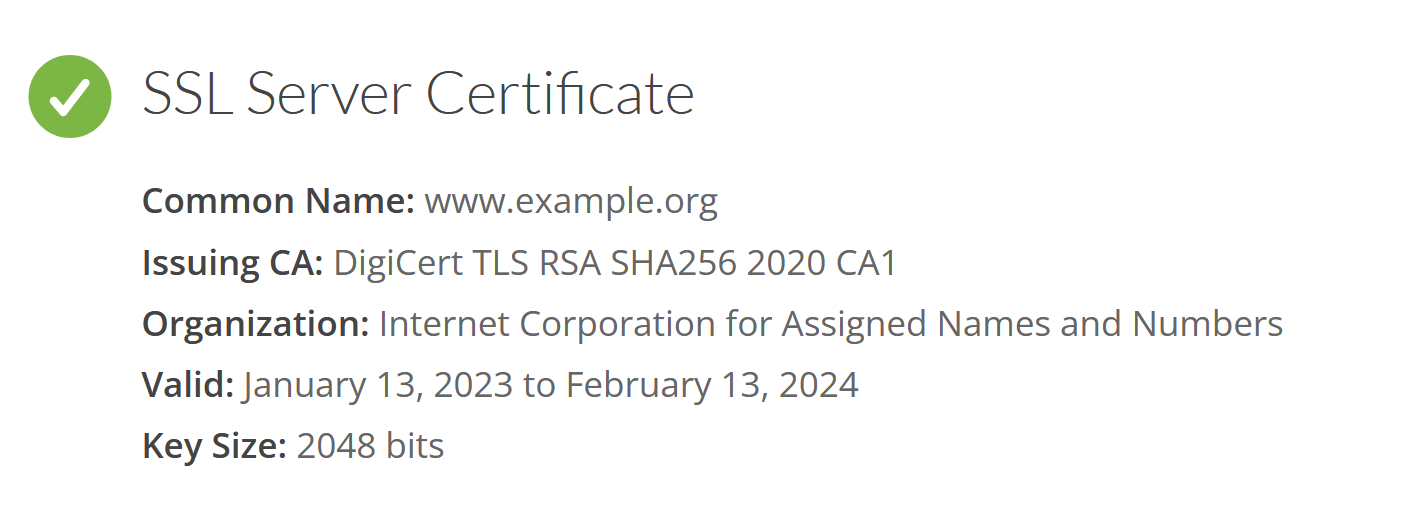 SSL Server Certificate
Common Name: www.example.org
Issuing CA: DigiCert TLS RSA SHA256 2020 CA1
Organization: Internet Corporation for Assigned Names and Numbers
Valid: January 13, 2023 to February 13, 2024
Key Size: 2048 bits